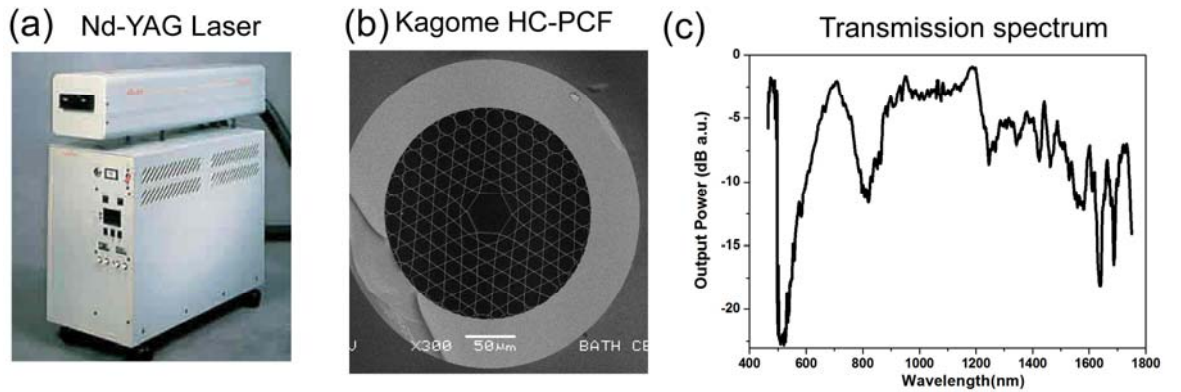 (a) Nd-YAG Laser
(b) Kagome HC-PCF
X300 50μm BATH CE
(c) Transmission spectrum
Output Power (dB a.u.)
0
-5
-10
-15
-20
400 600 800 1000 1200 1400 1600 1800
Wavelength(nm)